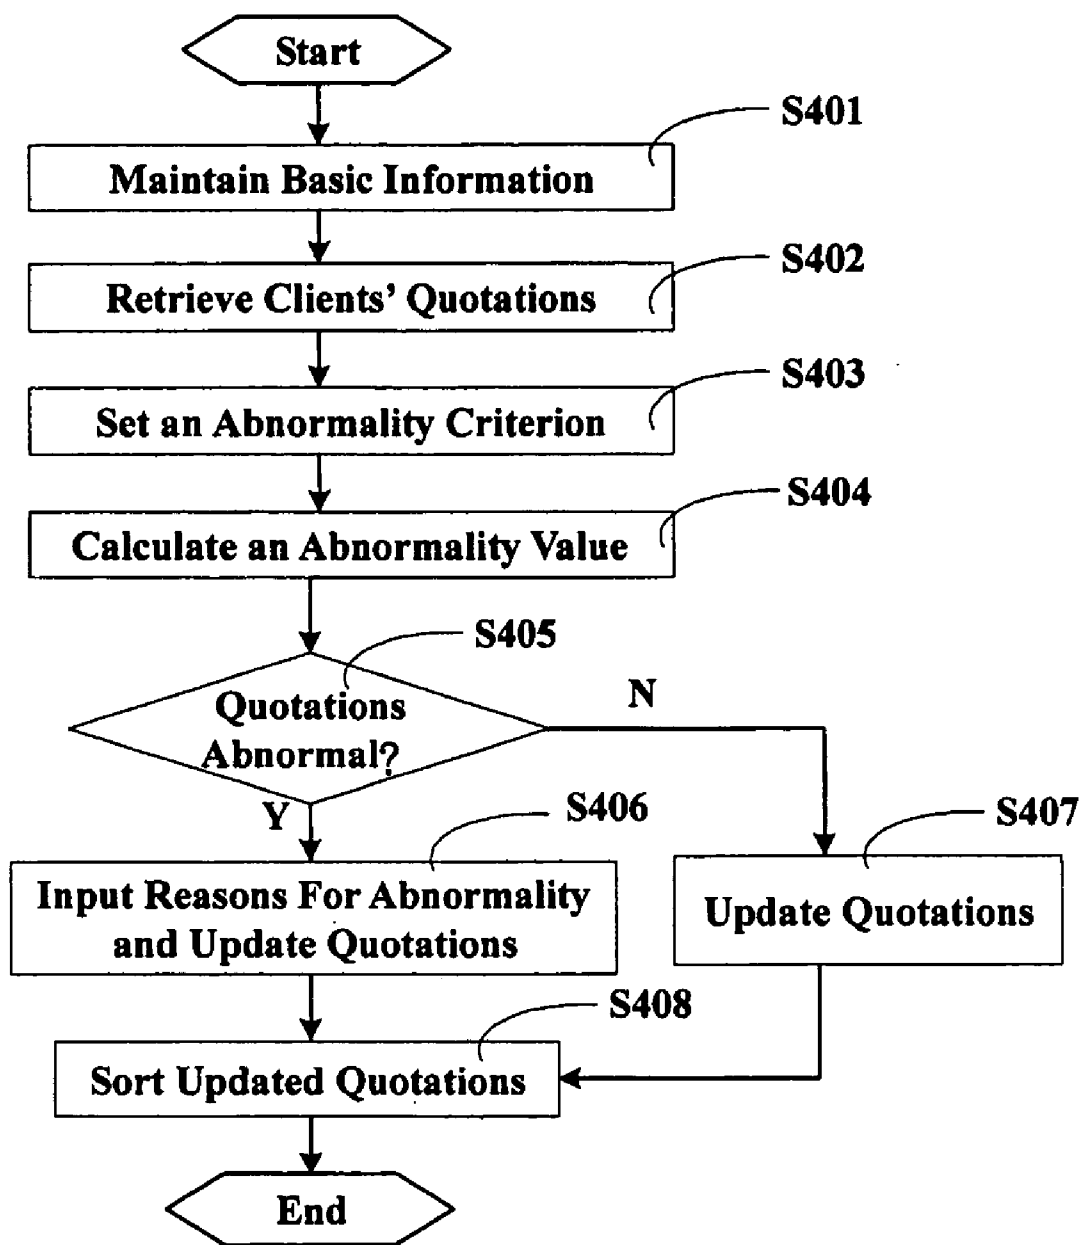 Start
S401
Maintain Basic Information
S402
Retrieve Clients’ Quotations
S403
Set an Abnormality Criterion
S404
Calculate an Abnormality Value
S405
Quotations
Abnormal?
N
Y
S406
S407
Input Reasons For Abnormality
and Update Quotations
Update Quotations
S408
Sort Updated Quotations
End